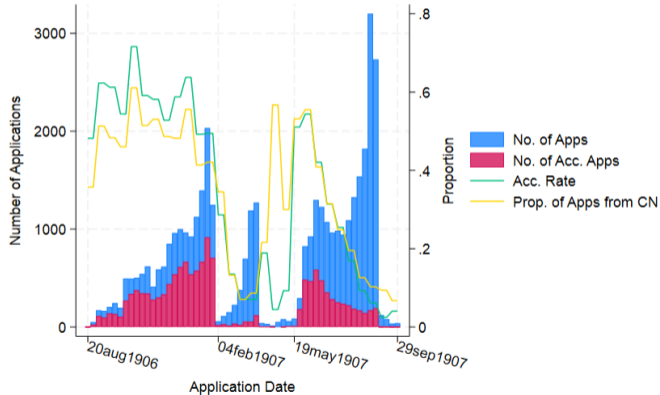 Number of Applications
3000
2000
1000
0
.8
.6
.4
.2
0
Proportion
20aug1906
04feb1907
19may1907
29sep1907
Application Date
No. of Apps
No. of Acc. Apps
Acc. Rate
Prop. of Apps from CN